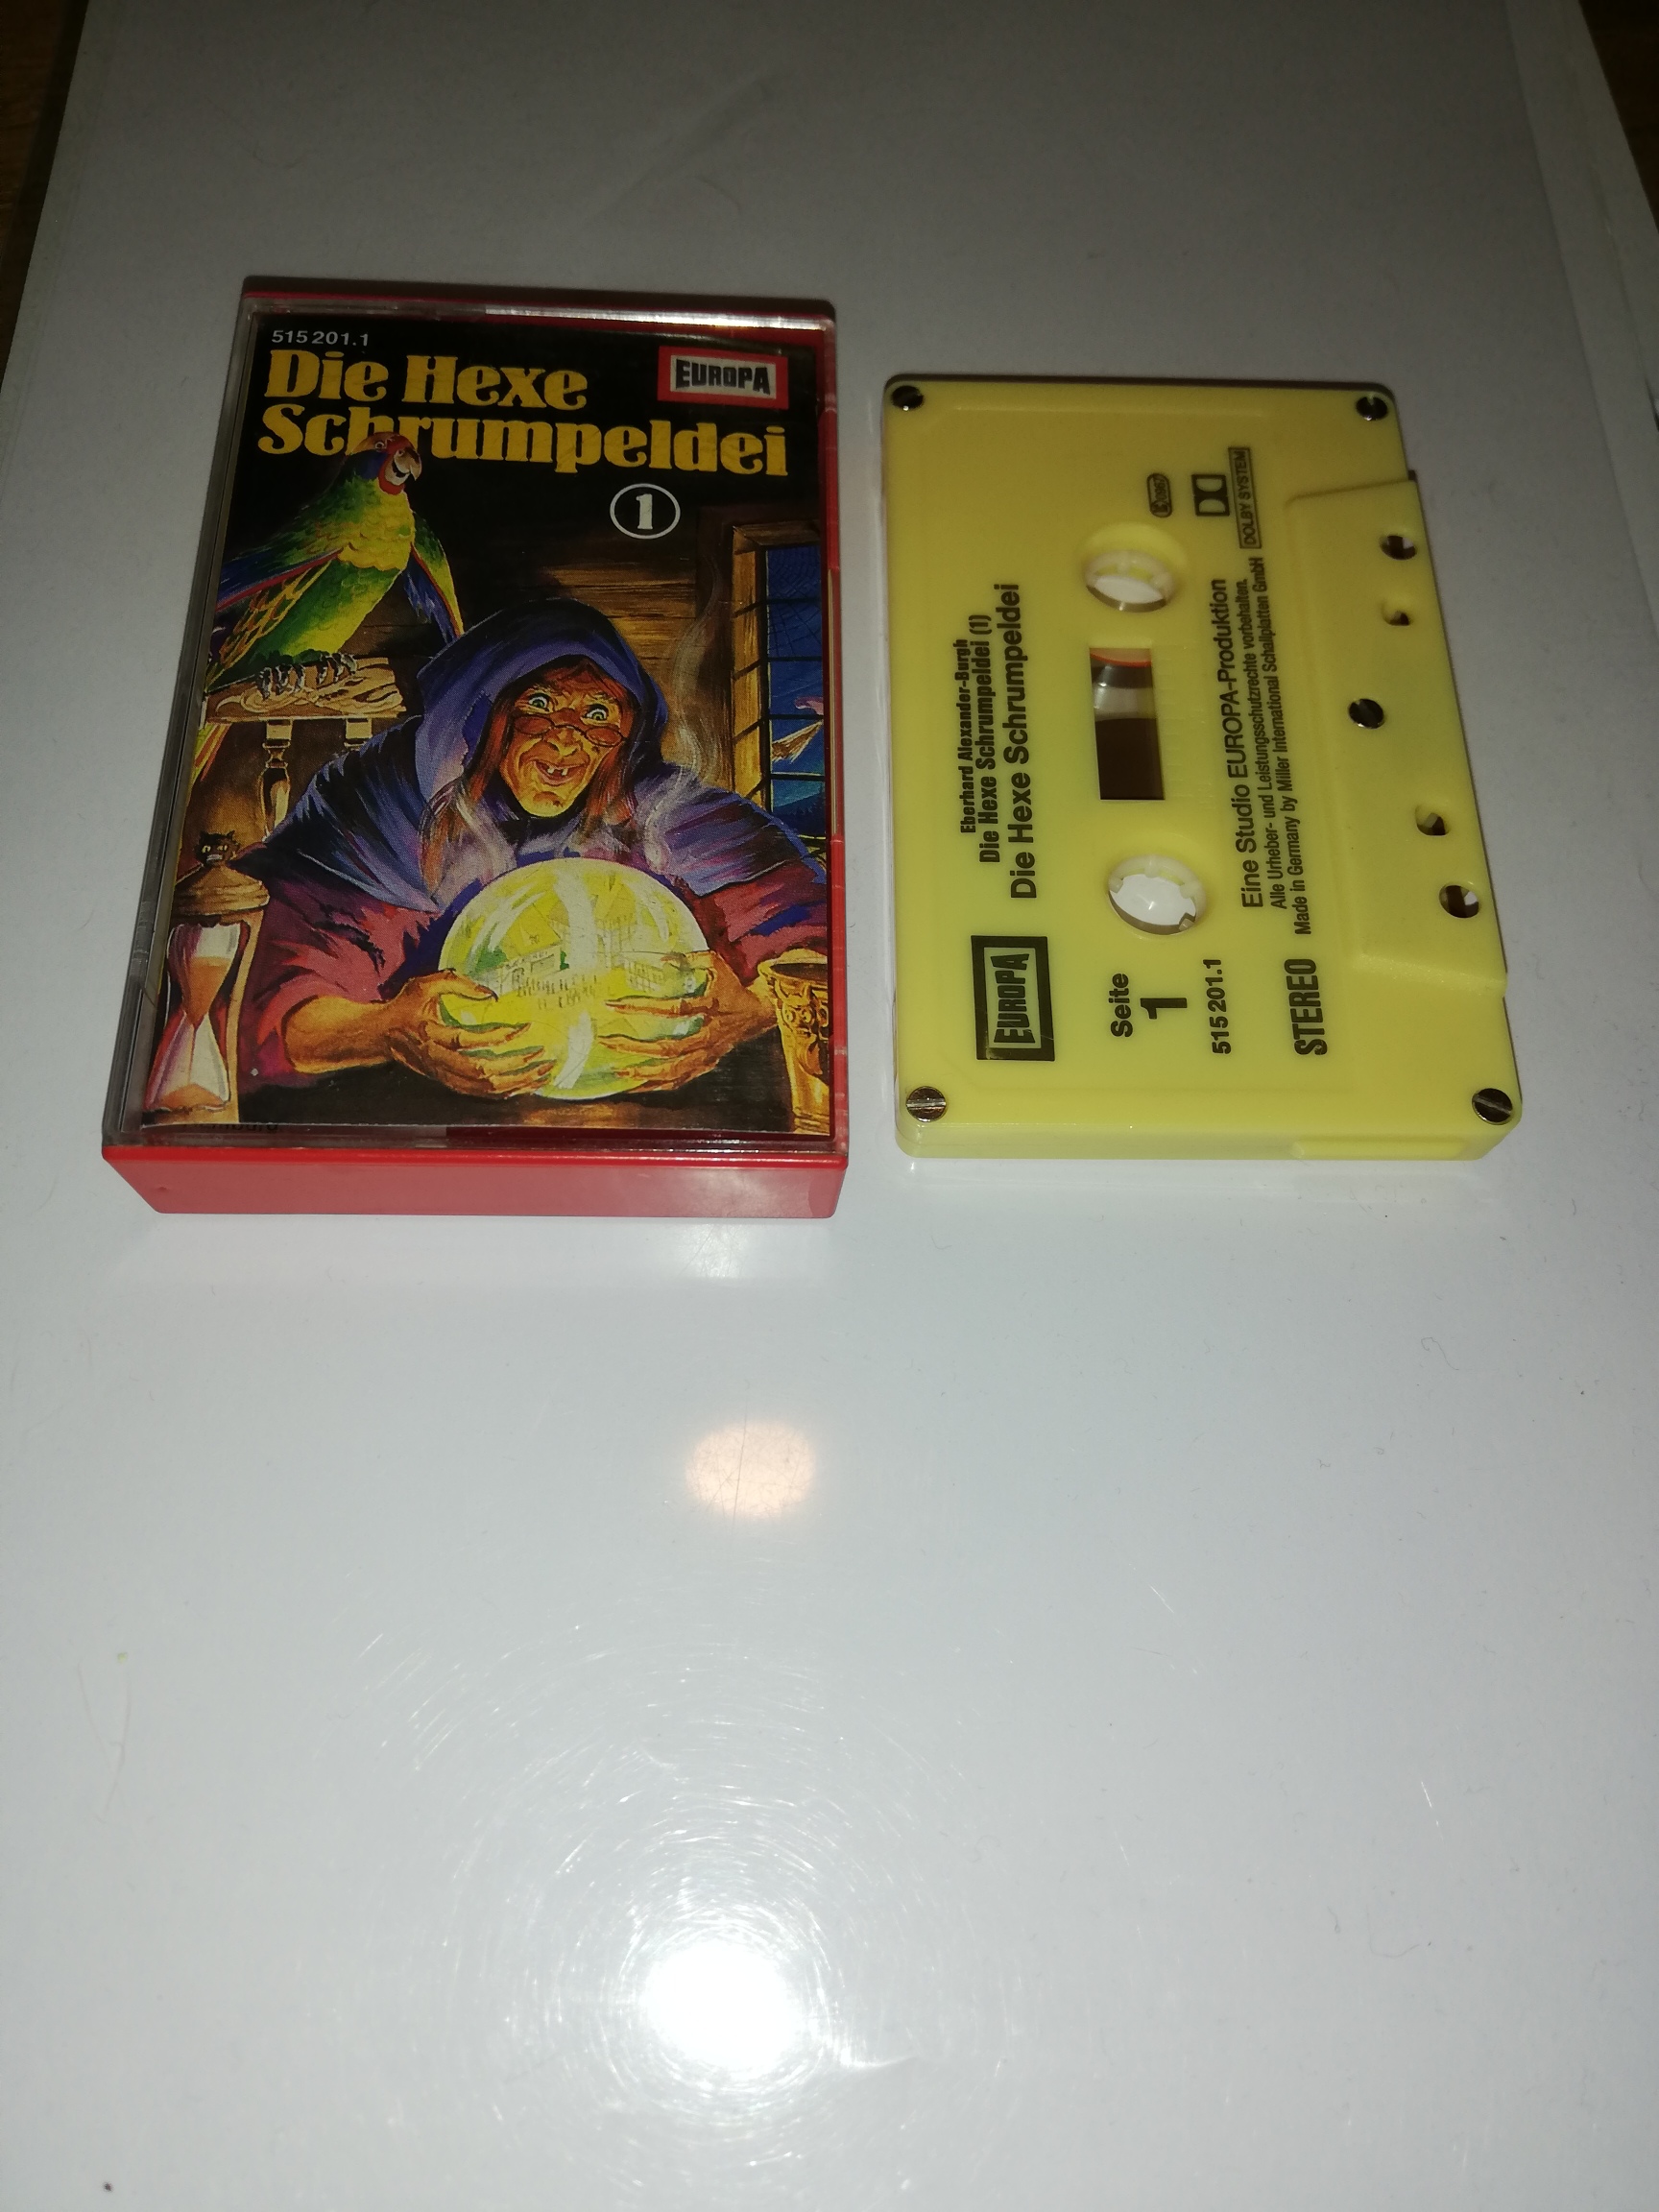 515 201.1
Die Hexe
Schrumpeldei
EUROPA
1
Eberhard Alexander-Burgh
Die Hexe Schrumpeldei (1)
Die Hexe Schrumpeldei
EUROPA
Seite
1
515 201.1
STEREO
DOLBY SYSTEM
Eine Studio EUROPA-Produktion
Alle Urheber- und Leistungsschutzrechte vorbehalten.
Made in Germany by Miller International Schallplatten GmbH